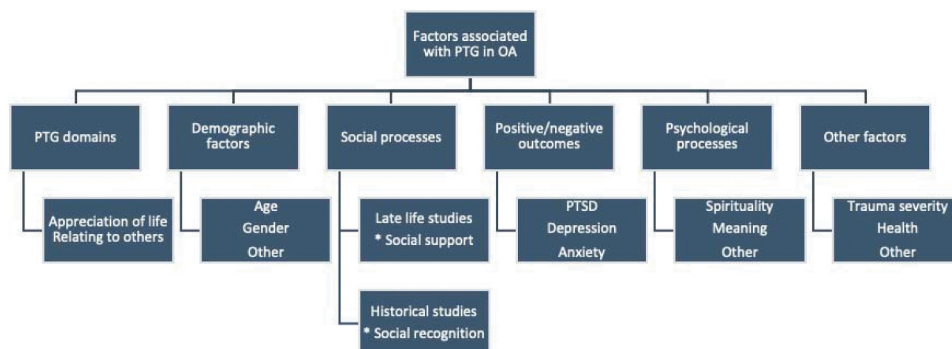 Factors associated
with PTG in OA
PTG domains
Demographic
factors
Social processes
Positive/negative
outcomes
Psychological
processes
Other factors
Appreciation of life
Relating to others
Age
Gender
Other
Late life studies
* Social support
Historical studies
* Social recognition
PTSD
Depression
Anxiety
Spirituality
Meaning
Other
Trauma severity
Health
Other